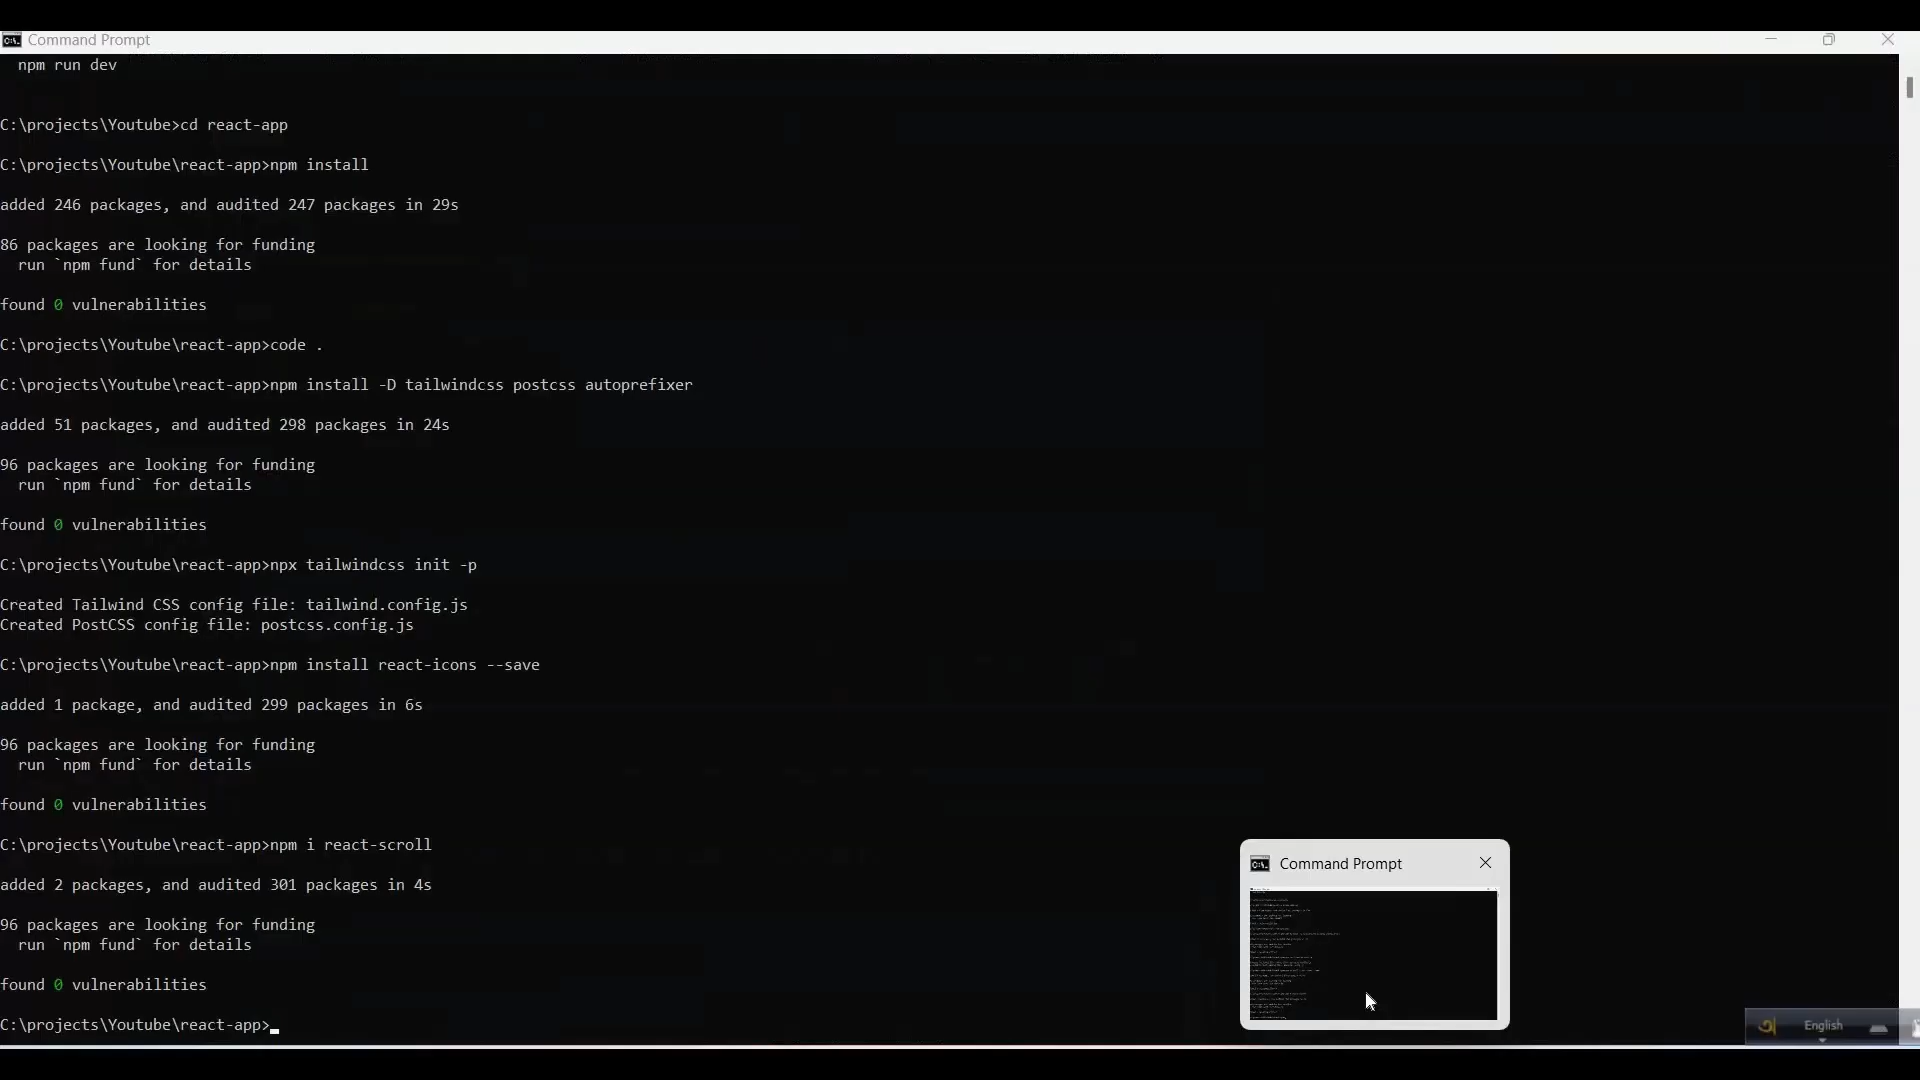 Command Prompt
npm run dev
C:\projects\Youtube>cd react-app
C:\projects\Youtube\react-app>npm install
added 246 packages, and audited 247 packages in 29s
86 packages are looking for funding
run `npm fund` for details
found 0 vulnerabilities
C:\projects\Youtube\react-app>code .
C:\projects\Youtube\react-app>npm install -D tailwindcss postcss autoprefixer
added 51 packages, and audited 298 packages in 24s
96 packages are looking for funding
run `npm fund` for details
found 0 vulnerabilities
C:\projects\Youtube\react-app>npx tailwindcss init -p
Created Tailwind CSS config file: tailwind.config.js
Created PostCSS config file: postcss.config.js
C:\projects\Youtube\react-app>npm install react-icons --save
added 1 package, and audited 299 packages in 6s
96 packages are looking for funding
run `npm fund` for details
found 0 vulnerabilities
C:\projects\Youtube\react-app>npm i react-scroll
added 2 packages, and audited 301 packages in 4s
96 packages are looking for funding
run `npm fund` for details
found 0 vulnerabilities
C:\projects\Youtube\react-app>
Command Prompt
English